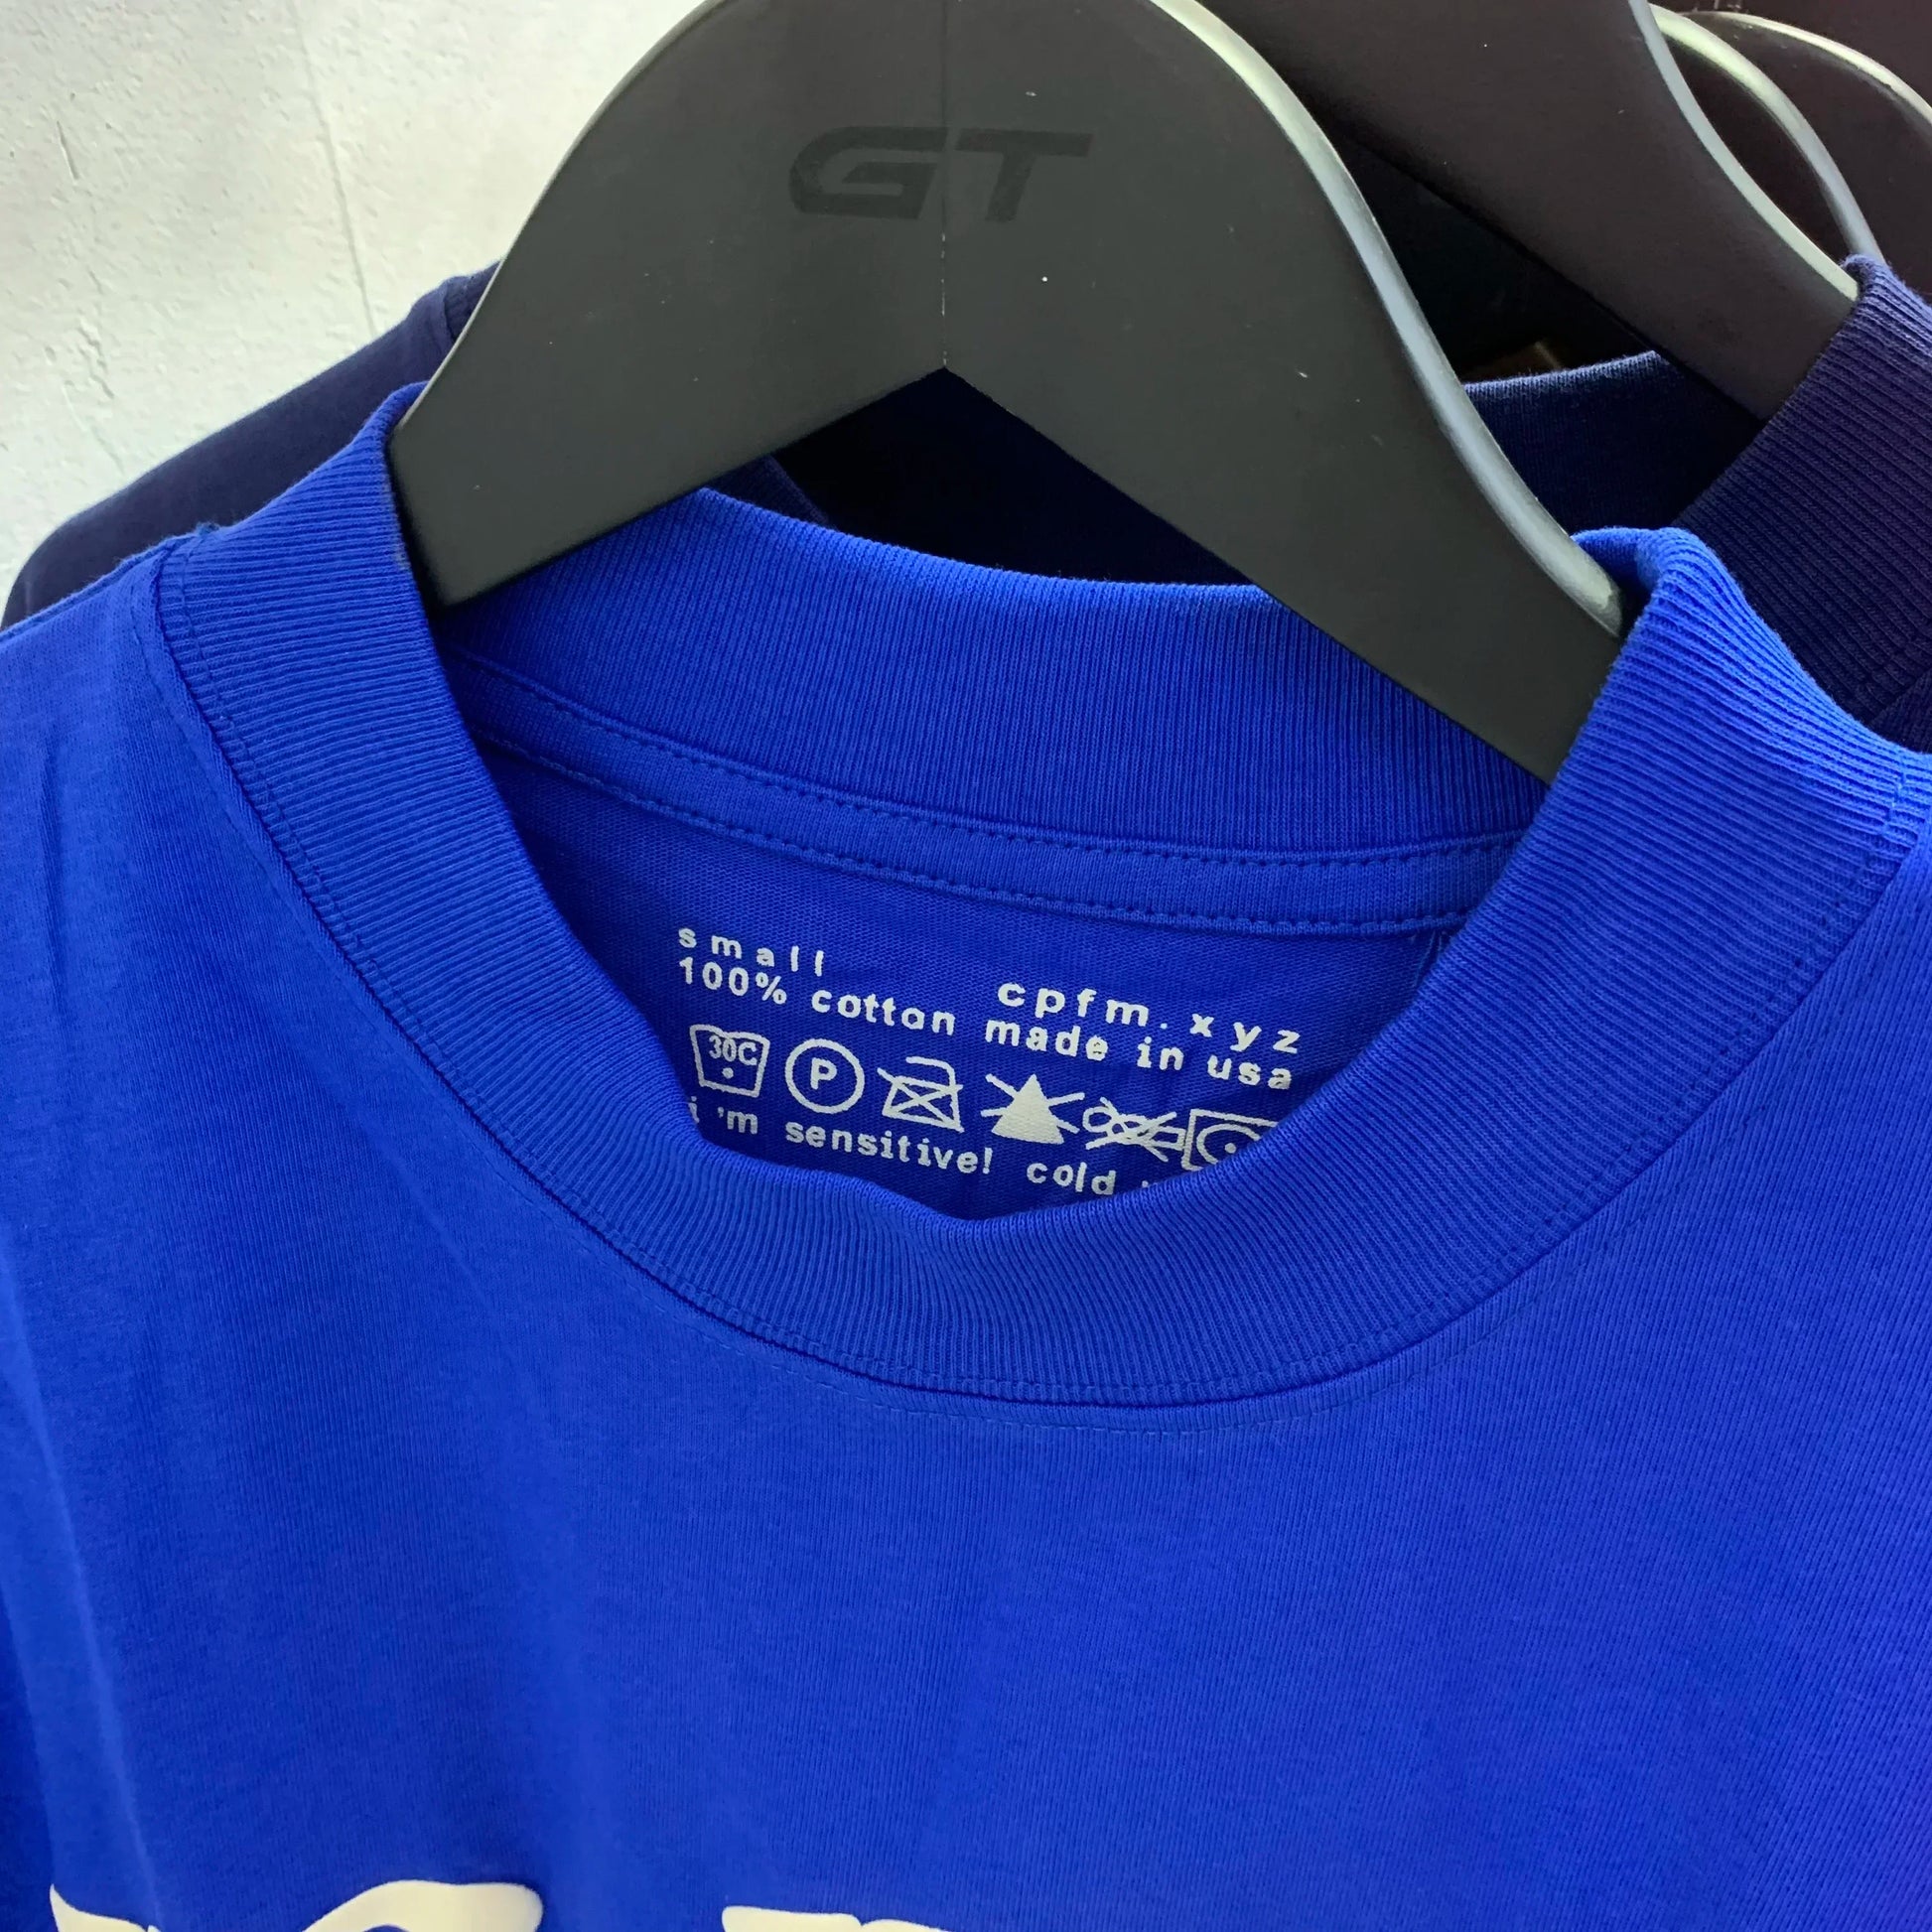 GT
small
cpfm.xyz
100% cotton made in usa
30C P
i'm sensitive! cold